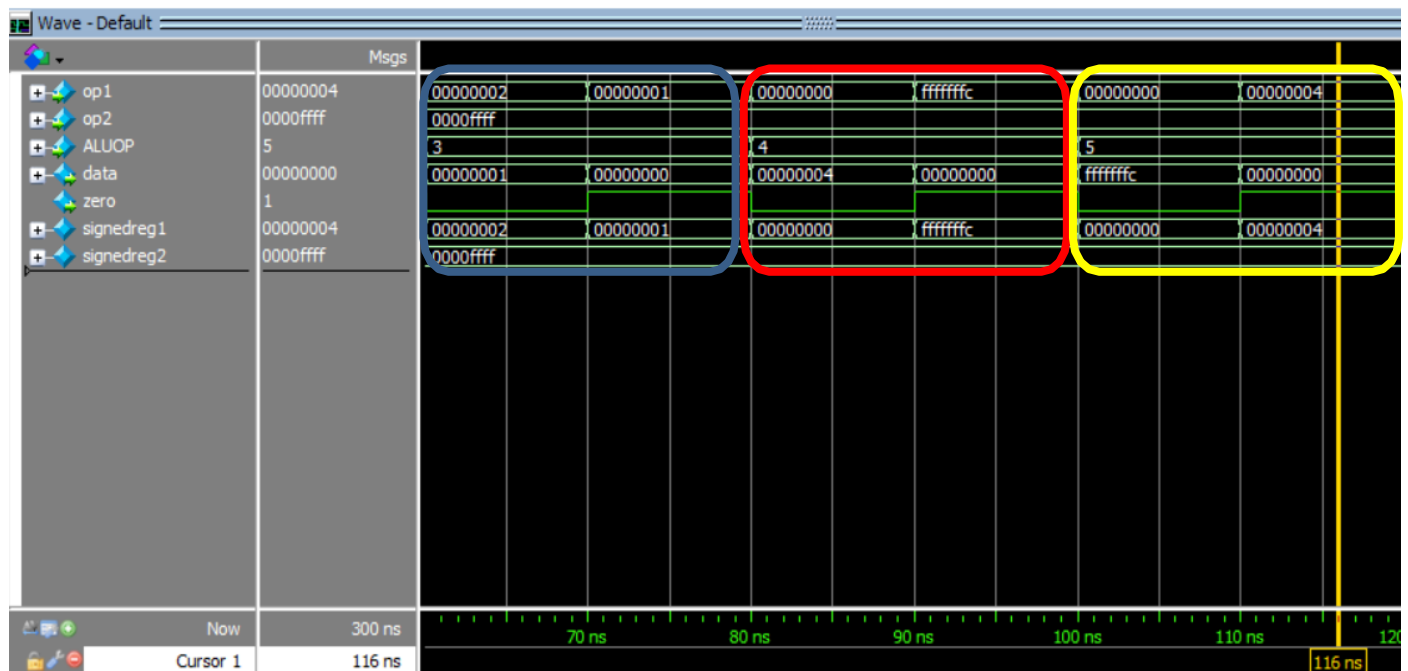 Wave - Default
Msgs
op1 00000004 00000002 00000001 00000000 fffffffc 00000000 00000004
op2 0000ffff 0000ffff
ALUOP 5 3 4 5
data 00000000 00000001 00000000 00000004 00000000 fffffffc 00000000
zero 1
signedreg1 00000004 00000002 00000001 00000000 fffffffc 00000000 00000004
signedreg2 0000ffff 0000ffff
Now 300 ns 70 ns 80 ns 90 ns 100 ns 110 ns 120
Cursor 1 116 ns 116 ns